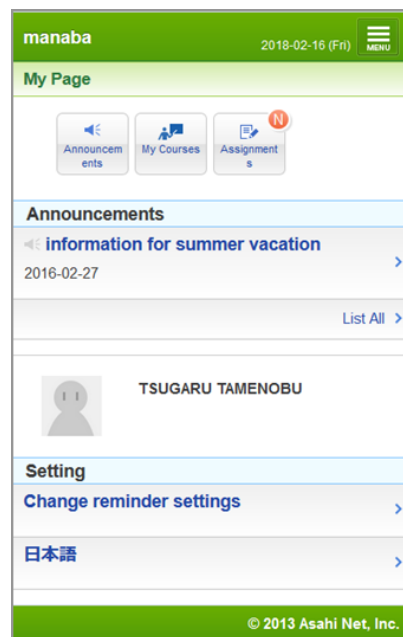 manaba
2018-02-16 (Fri)
MENU
My Page
N
Announcem
ents
My Courses
Assignment
s
Announcements
information for summer vacation
2016-02-27
List All
TSUGARU TAMENOBU
Setting
Change reminder settings
日本語
© 2013 Asahi Net, Inc.